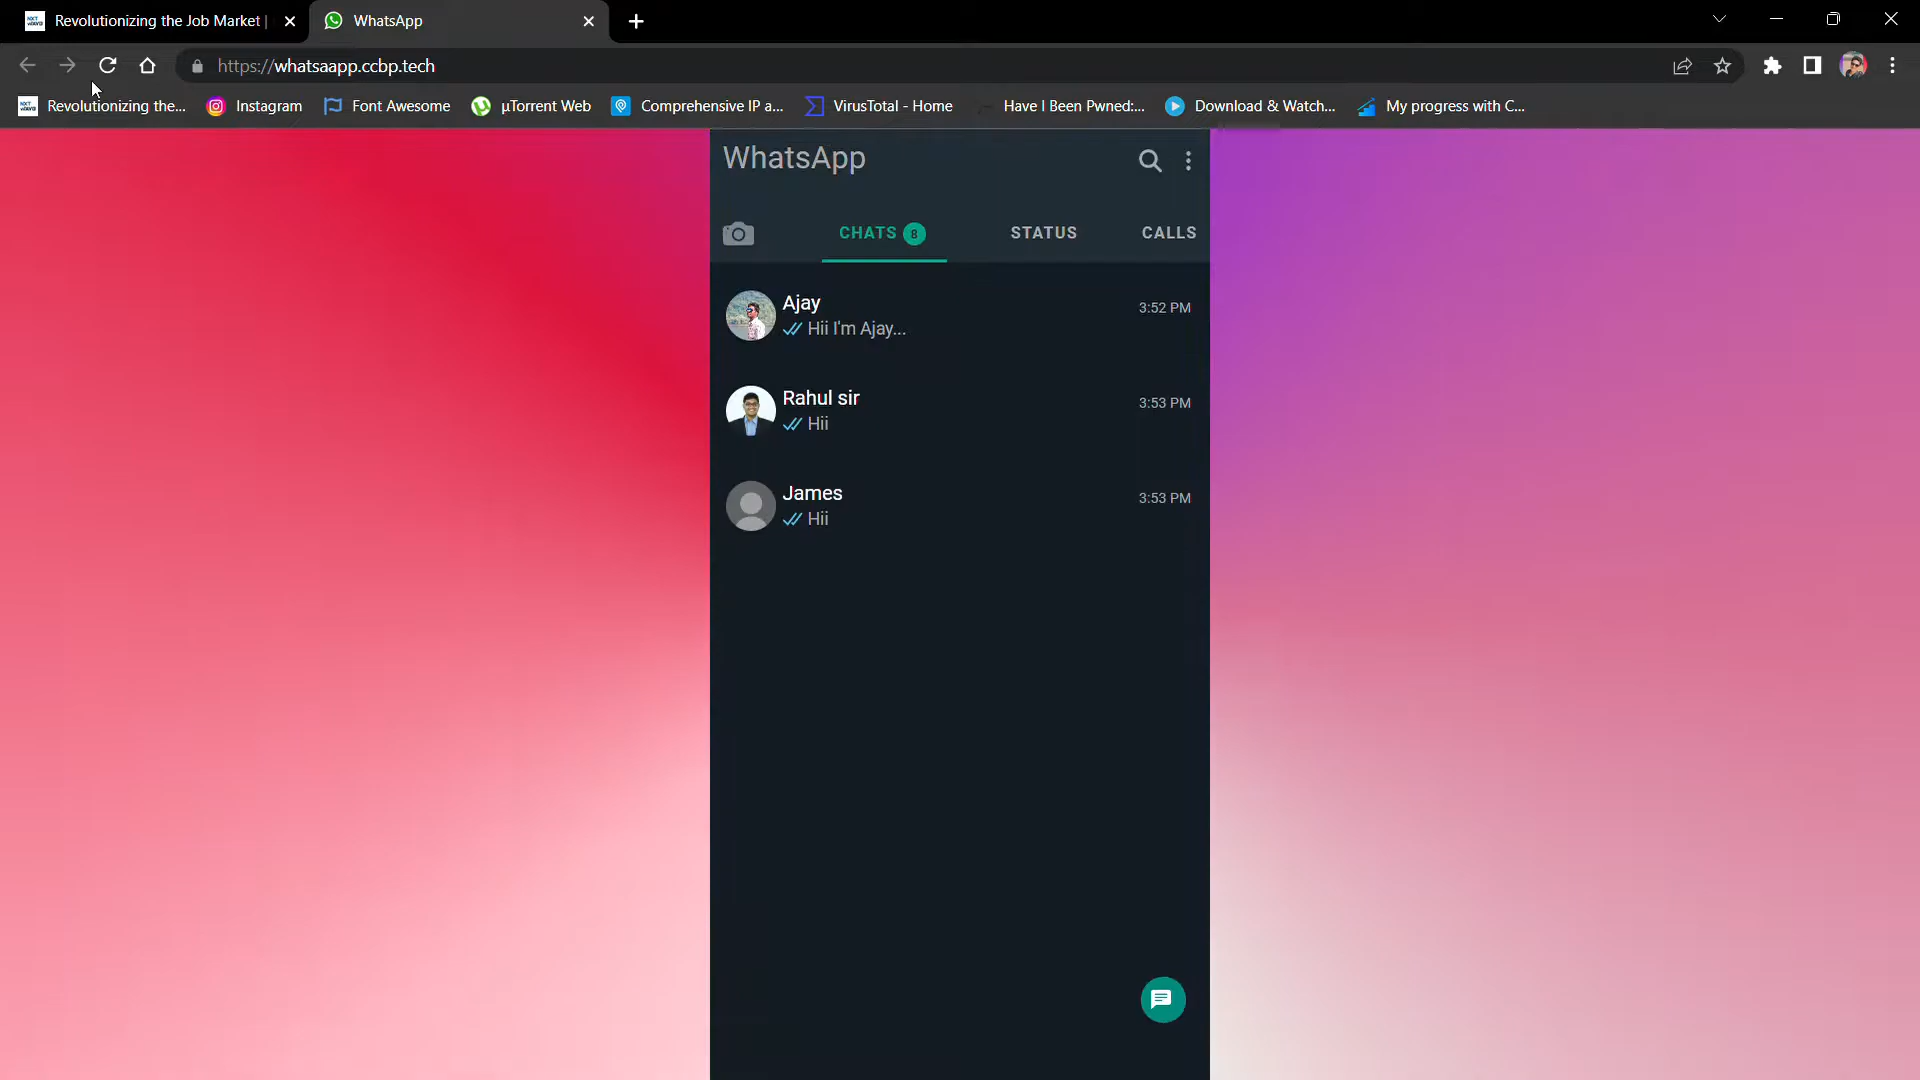 Revolutionizing the Job Market |
WhatsApp
https://whatsaapp.ccbp.tech
Revolutionizing the...
Instagram
Font Awesome
µTorrent Web
Comprehensive IP a...
VirusTotal - Home
Have I Been Pwned:...
Download & Watch...
My progress with C...
WhatsApp
CHATS 8
STATUS
CALLS
Ajay
3:52 PM
Hii I'm Ajay...
Rahul sir
3:53 PM
Hii
James
3:53 PM
Hii